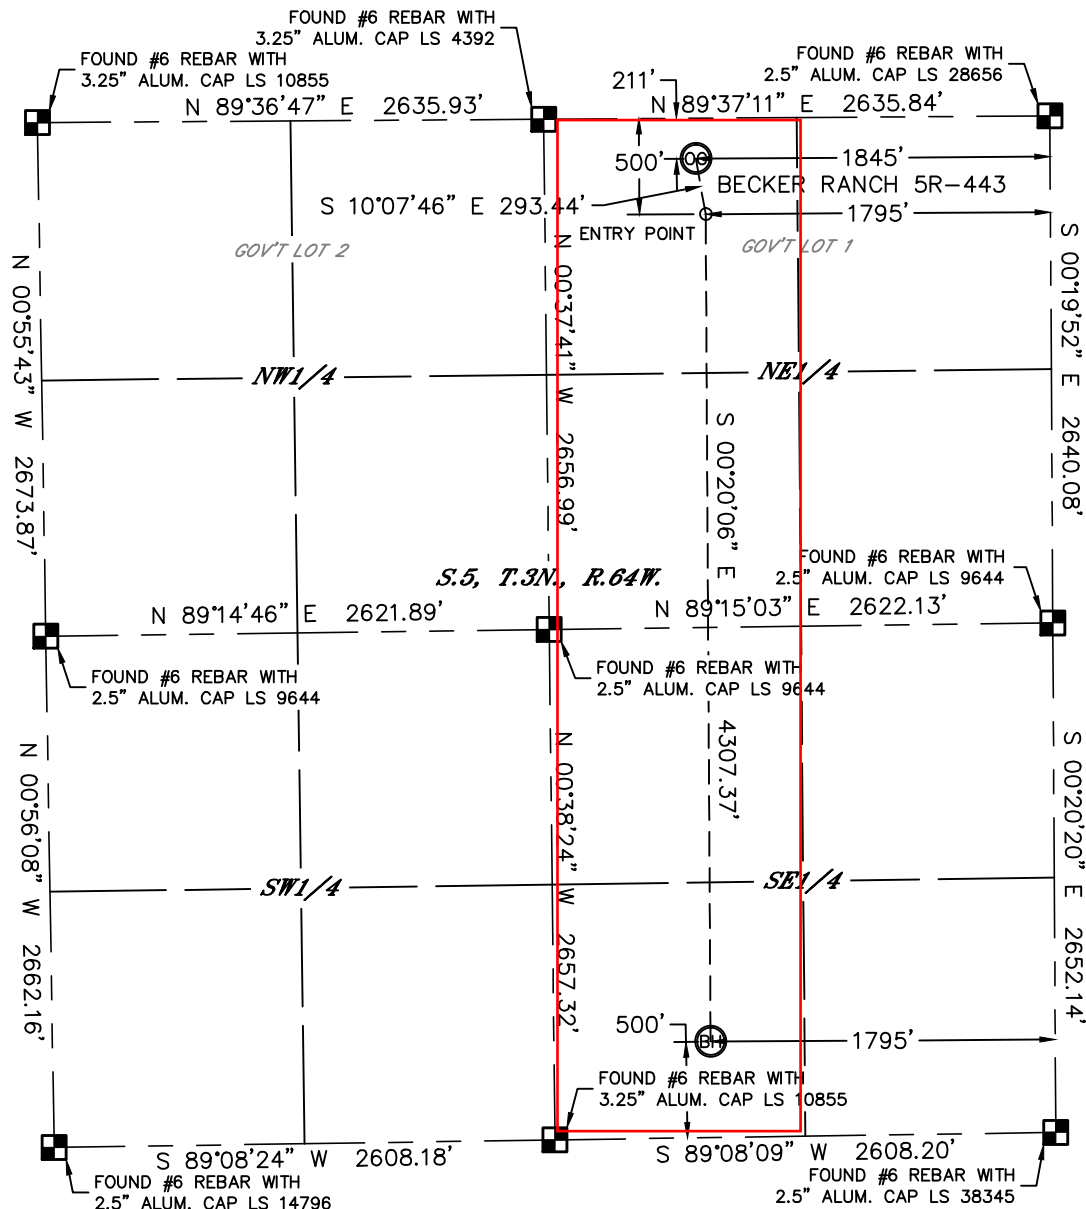 FOUND #6 REBAR WITH
3.25" ALUM. CAP LS 4392
FOUND #6 REBAR WITH
3.25" ALUM. CAP LS 10855
FOUND #6 REBAR WITH
2.5" ALUM. CAP LS 28656
211'
N 89°36'47" E 2635.93'
N 89°37'11" E 2635.84'
500'
OG
1845'
BECKER RANCH 5R-443
S 10°07'46" E 293.44'
1795'
ENTRY POINT
GOV'T LOT 2
GOV'T LOT 1
N 00°55'43" W 2673.87'
N 00°37'41" W 2656.99'
S 00°19'52" E 2640.08'
NW1/4
NE1/4
S 00°20'06" E 4307.37'
S.5, T.3N., R.64W.
FOUND #6 REBAR WITH
2.5" ALUM. CAP LS 9644
N 89°14'46" E 2621.89'
N 89°15'03" E 2622.13'
FOUND #6 REBAR WITH
2.5" ALUM. CAP LS 9644
FOUND #6 REBAR WITH
2.5" ALUM. CAP LS 9644
N 00°56'08" W 2662.16'
N 00°38'24" W 2657.32'
S 00°20'20" E 2652.14'
SW1/4
SE1/4
500'
BH
1795'
FOUND #6 REBAR WITH
3.25" ALUM. CAP LS 10855
S 89°08'24" W 2608.18'
S 89°08'09" W 2608.20'
FOUND #6 REBAR WITH
2.5" ALUM. CAP LS 14796
FOUND #6 REBAR WITH
2.5" ALUM. CAP LS 38345